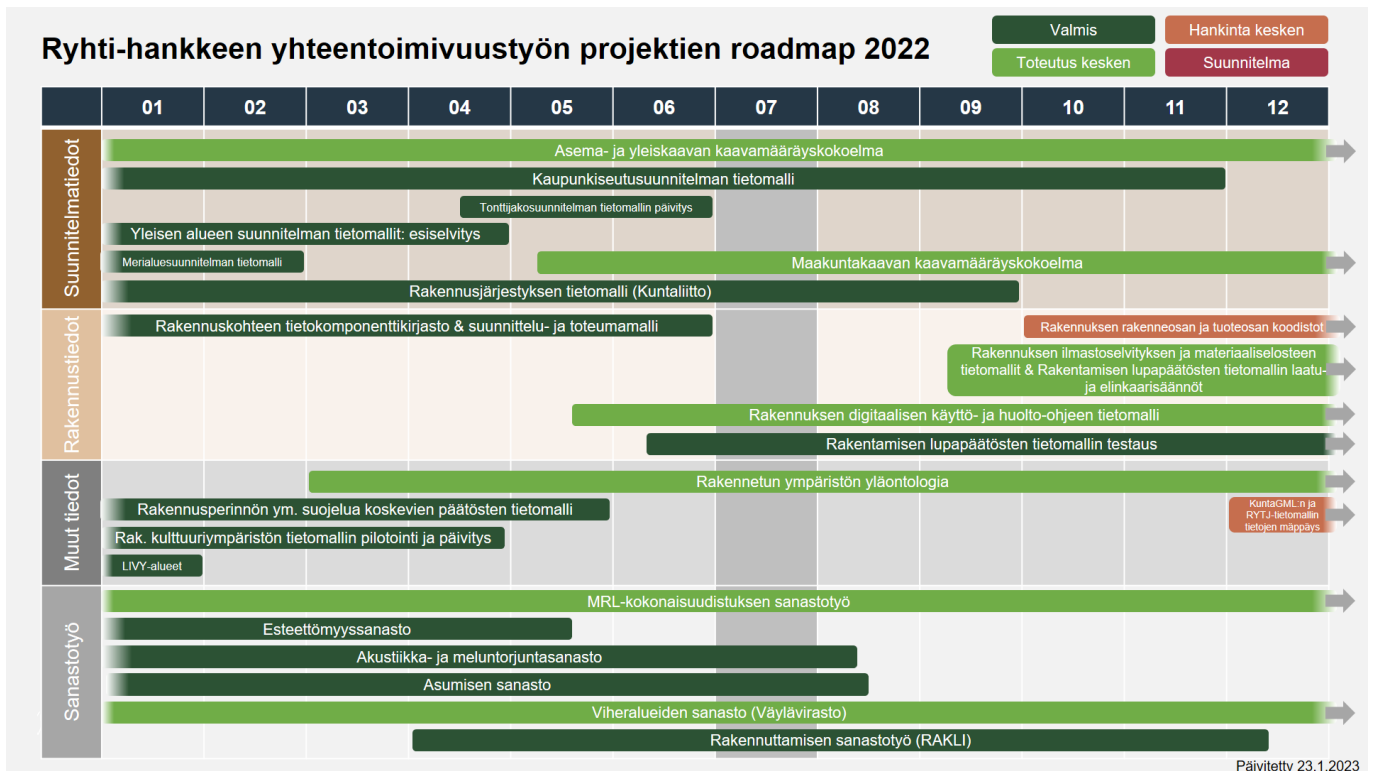 Ryhti-hankkeen yhteentoimivuustyön projektien roadmap 2022
Valmis
Hankinta kesken
Toteutus kesken
Suunnitelma
01 02 03 04 05 06 07 08 09 10 11 12
Suunnitelmatiedot
Asema- ja yleiskaavan kaavamääräyskokoelma
Kaupunkiseutusuunnitelman tietomalli
Tonttijakosuunnitelman tietomallin päivitys
Yleisen alueen suunnitelman tietomallit: esiselvitys
Merialuesuunnitelman tietomalli
Maakuntakaavan kaavamääräyskokoelma
Rakennusjärjestyksen tietomalli (Kuntaliitto)
Rakennustiedot
Rakennuskohteen tietokomponenttikirjasto & suunnittelu- ja toteumamalli
Rakennuksen rakenneosan ja tuoteosan koodistot
Rakennuksen ilmastoselvityksen ja materiaaliselosteen
tietomallit & Rakentamisen lupapäätösten tietomallin laatu-
ja elinkaarisäännöt
Rakennuksen digitaalisen käyttö- ja huolto-ohjeen tietomalli
Rakentamisen lupapäätösten tietomallin testaus
Muut tiedot
Rakennetun ympäristön yläontologia
Rakennusperinnön ym. suojelua koskevien päätösten tietomalli
KuntaGML:n ja
RYTJ-tietomallin
tietojen mäppäys
Rak. kulttuuriympäristön tietomallin pilotointi ja päivitys
LIVY-alueet
Sanastotyö
MRL-kokonaisuudistuksen sanastotyö
Esteettömyyssanasto
Akustiikka- ja meluntorjuntasanasto
Asumisen sanasto
Viheralueiden sanasto (Väylävirasto)
Rakennuttamisen sanastotyö (RAKLI)
Päivitetty 23.1.2023